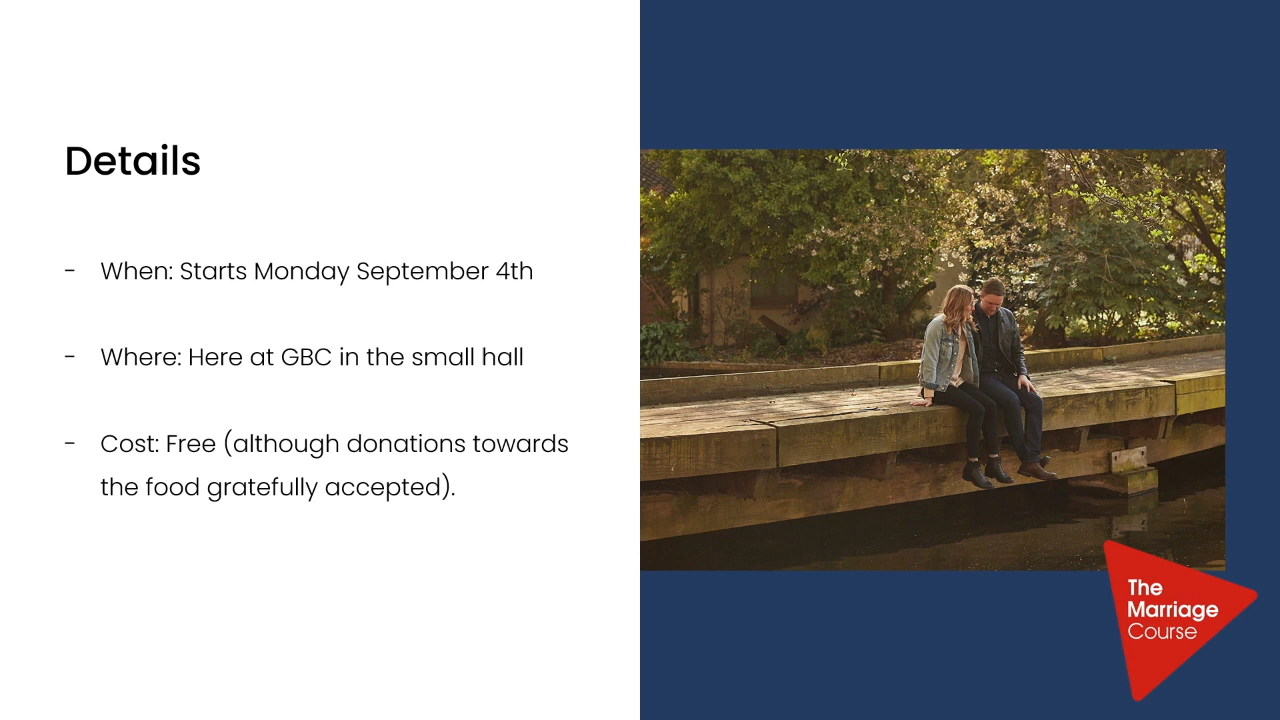 Details
- When: Starts Monday September 4th
- Where: Here at GBC in the small hall
- Cost: Free (although donations towards
the food gratefully accepted).
The
Marriage
Course